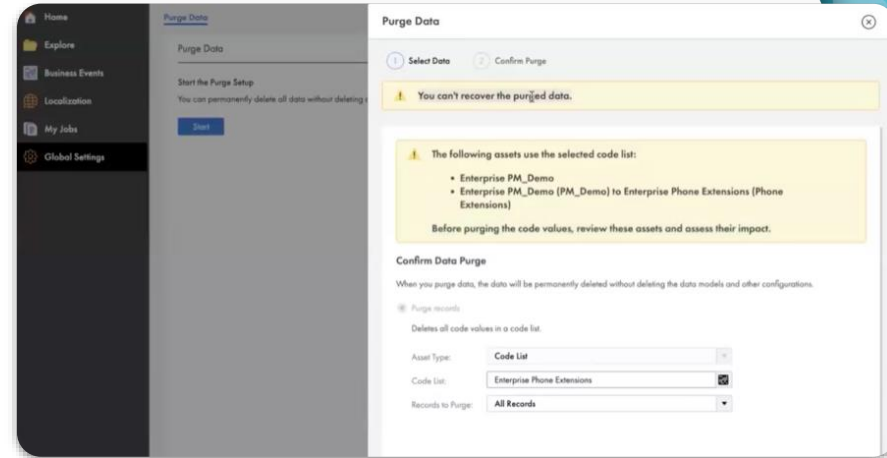 Home
Explore
Business Events
Localization
My Jobs
Global Settings
Purge Data
Purge Data
Start the Purge Setup
You can permanently delete all data without deleting
Start
Purge Data
1 Select Data 2 Confirm Purge
You can't recover the purged data.
The following assets use the selected code list:
• Enterprise PM_Demo
• Enterprise PM_Demo (PM_Demo) to Enterprise Phone Extensions (Phone
Extensions)
Before purging the code values, review these assets and assess their impact.
Confirm Data Purge
When you purge data, the data will be permanently deleted without deleting the data models and other configurations.
Purge records
Deletes all code values in a code list.
Asset Type: Code List
Code List: Enterprise Phone Extensions
Records to Purge: All Records